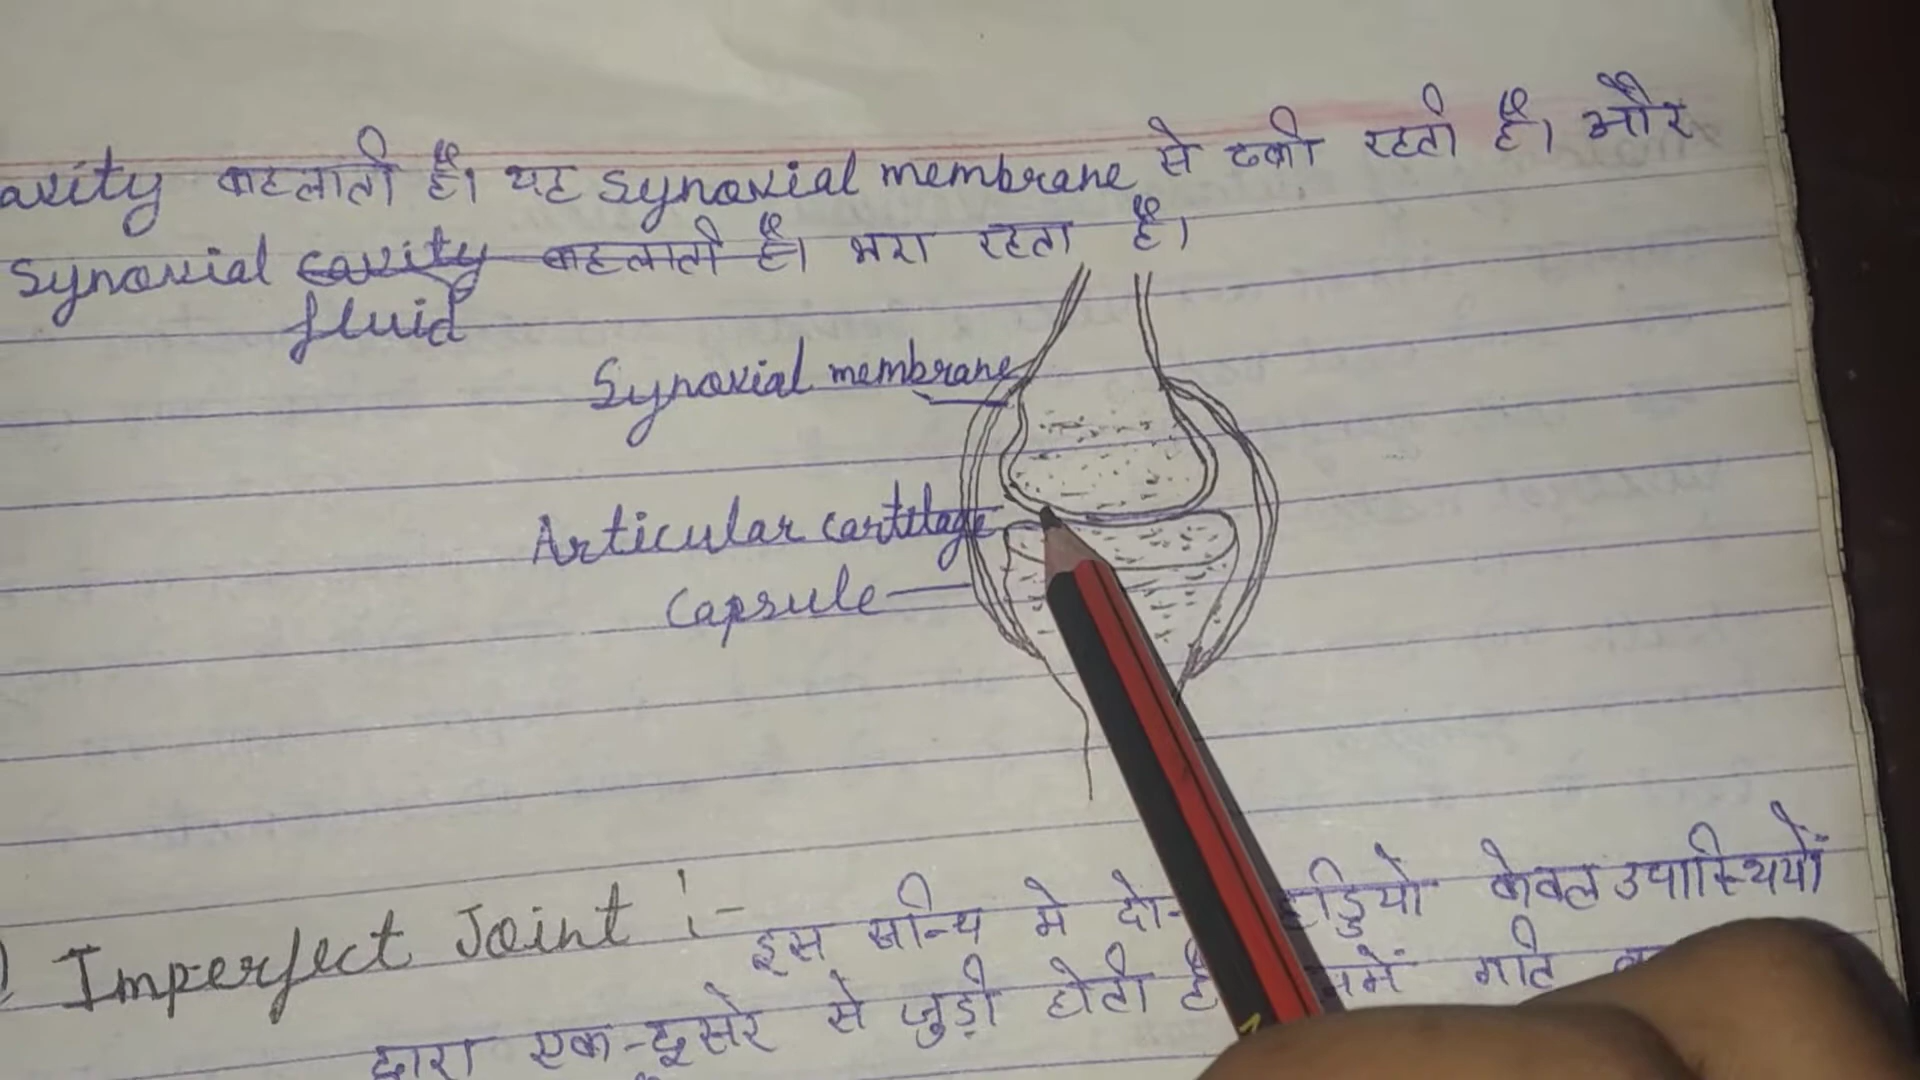 avity कहलाती है। यह synovial membrane से ढकी रहती है। और
synovial cavity कहलाती है। भरा रहता है।
fluid
Synovial membrane
Articular cartilage
Capsule
Imperfect Joint :-
इस सन्धि मे दो हड्डियो केवल उपास्थियों
द्वारा एक-दूसरे से जुड़ी होती है गति